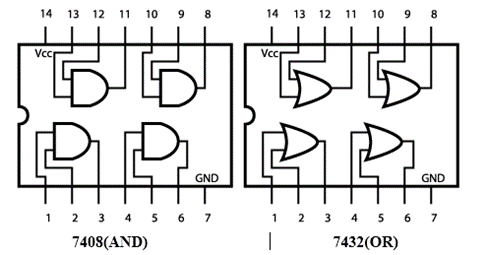 14 13 12 11 10 9 8 14 13 12 11 10 9 8
Vcc Vcc
GND GND
1 2 3 4 5 6 7 1 2 3 4 5 6 7
7408(AND) 7432(OR)